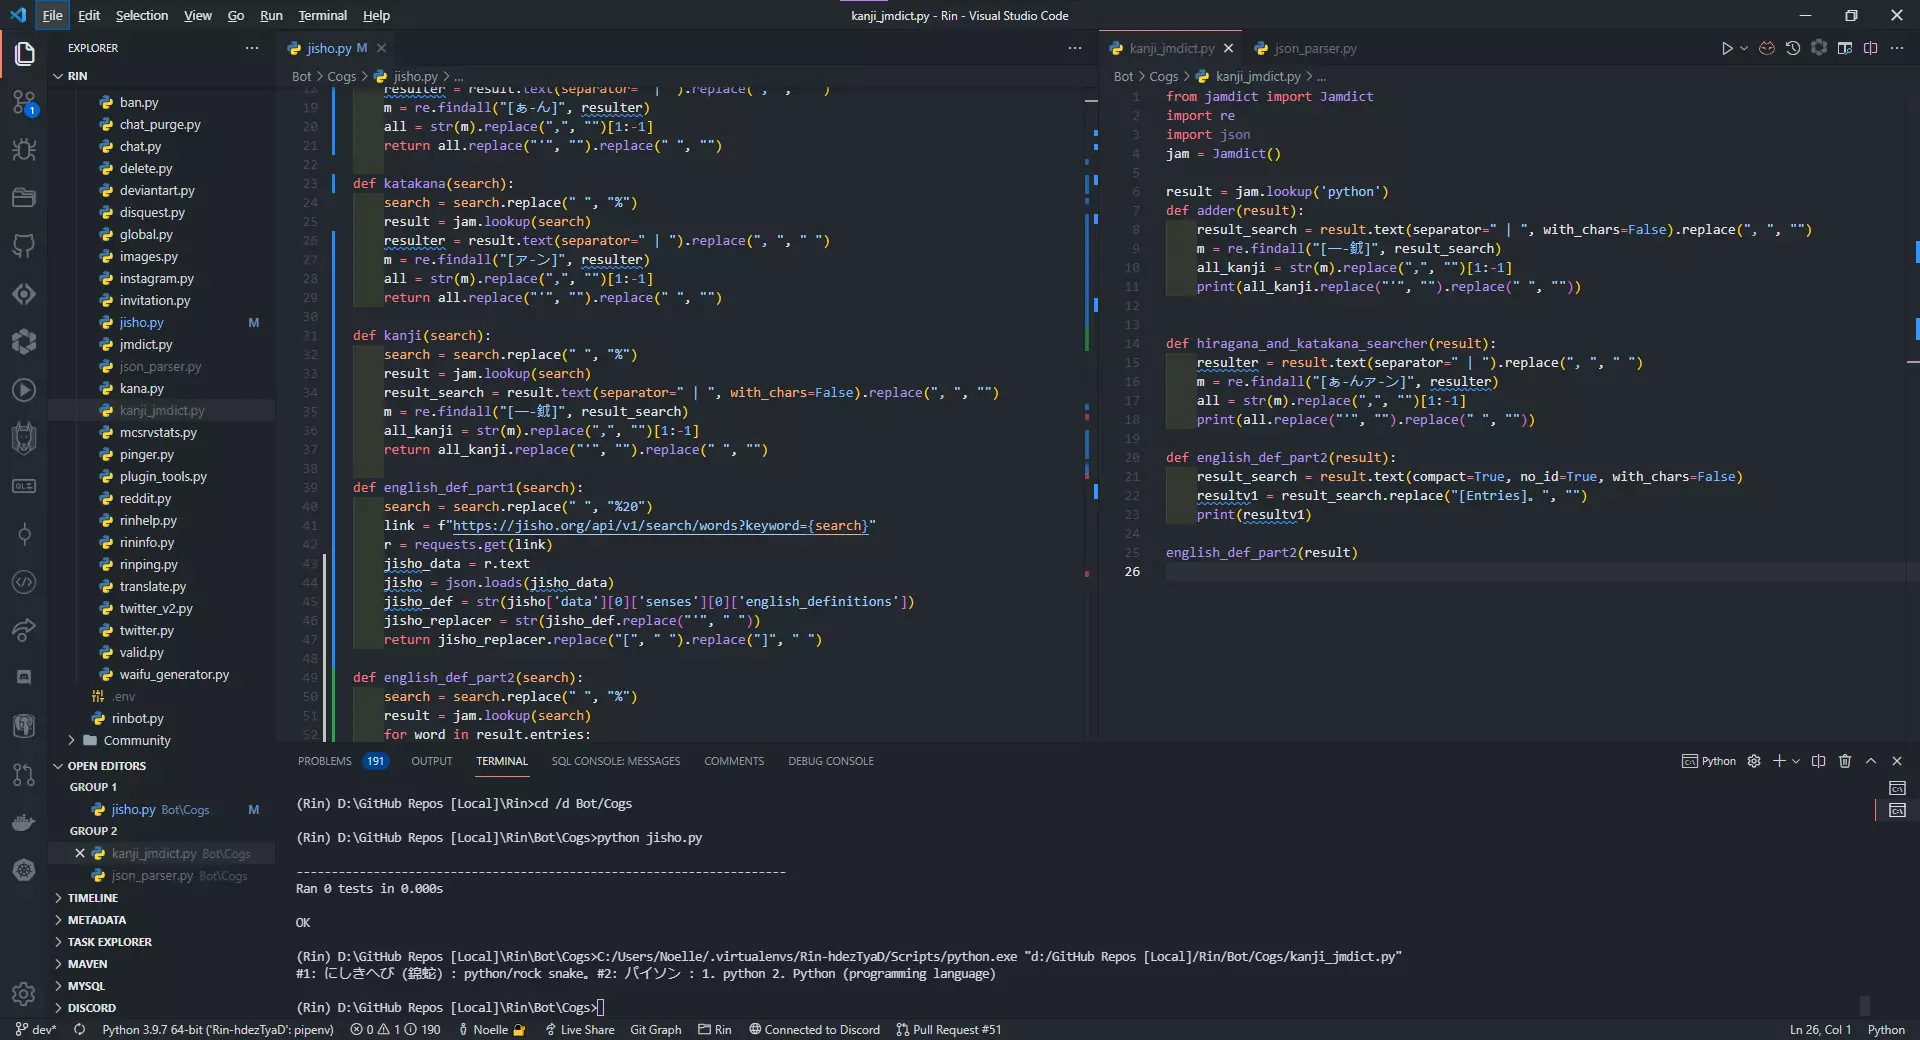 File Edit Selection View Go Run Terminal Help
kanji_jmdict.py - Rin - Visual Studio Code
EXPLORER
RIN
ban.py
chat_purge.py
chat.py
delete.py
deviantart.py
disquest.py
global.py
images.py
instagram.py
invitation.py
jisho.py M
jmdict.py
json_parser.py
kana.py
kanji_jmdict.py
mcsrvstats.py
pinger.py
plugin_tools.py
reddit.py
rinhelp.py
rininfo.py
rinping.py
translate.py
twitter_v2.py
twitter.py
valid.py
waifu_generator.py
.env
rinbot.py
Community
OPEN EDITORS
GROUP 1
jisho.py Bot\Cogs M
GROUP 2
kanji_jmdict.py Bot\Cogs
json_parser.py Bot\Cogs
TIMELINE
METADATA
TASK EXPLORER
MAVEN
MYSQL
DISCORD
1
jisho.py M
Bot > Cogs > jisho.py > ...
18 resulter = result.text(separator=" | ").replace(", ", " ")
19 m = re.findall("[ぁ-ん]", resulter)
20 all = str(m).replace(",", "")[1:-1]
21 return all.replace("'", "").replace(" ", "")
22
23 def katakana(search):
24 search = search.replace(" ", "%")
25 result = jam.lookup(search)
26 resulter = result.text(separator=" | ").replace(", ", " ")
27 m = re.findall("[ァ-ン]", resulter)
28 all = str(m).replace(",", "")[1:-1]
29 return all.replace("'", "").replace(" ", "")
30
31 def kanji(search):
32 search = search.replace(" ", "%")
33 result = jam.lookup(search)
34 result_search = result.text(separator=" | ", with_chars=False).replace(", ", "")
35 m = re.findall("[一-龯]", result_search)
36 all_kanji = str(m).replace(",", "")[1:-1]
37 return all_kanji.replace("'", "").replace(" ", "")
38
39 def english_def_part1(search):
40 search = search.replace(" ", "%20")
41 link = f"https://jisho.org/api/v1/search/words?keyword={search}"
42 r = requests.get(link)
43 jisho_data = r.text
44 jisho = json.loads(jisho_data)
45 jisho_def = str(jisho['data'][0]['senses'][0]['english_definitions'])
46 jisho_replacer = str(jisho_def.replace("'", " "))
47 return jisho_replacer.replace("[", " ").replace("]", " ")
48
49 def english_def_part2(search):
50 search = search.replace(" ", "%")
51 result = jam.lookup(search)
52 for word in result.entries:
kanji_jmdict.py json_parser.py
Bot > Cogs > kanji_jmdict.py > ...
1 from jamdict import Jamdict
2 import re
3 import json
4 jam = Jamdict()
5
6 result = jam.lookup('python')
7 def adder(result):
8 result_search = result.text(separator=" | ", with_chars=False).replace(", ", "")
9 m = re.findall("[一-龯]", result_search)
10 all_kanji = str(m).replace(",", "")[1:-1]
11 print(all_kanji.replace("'", "").replace(" ", ""))
12
13
14 def hiragana_and_katakana_searcher(result):
15 resulter = result.text(separator=" | ").replace(", ", " ")
16 m = re.findall("[ぁ-んァ-ン]", resulter)
17 all = str(m).replace(",", "")[1:-1]
18 print(all.replace("'", "").replace(" ", ""))
19
20 def english_def_part2(result):
21 result_search = result.text(compact=True, no_id=True, with_chars=False)
22 resultv1 = result_search.replace("[Entries]。", "")
23 print(resultv1)
24
25 english_def_part2(result)
26
PROBLEMS 191 OUTPUT TERMINAL SQL CONSOLE: MESSAGES COMMENTS DEBUG CONSOLE
Python
(Rin) D:\GitHub Repos [Local]\Rin>cd /d Bot/Cogs
(Rin) D:\GitHub Repos [Local]\Rin\Bot\Cogs>python jisho.py
----------------------------------------------------------------------
Ran 0 tests in 0.000s
OK
(Rin) D:\GitHub Repos [Local]\Rin\Bot\Cogs>C:/Users/Noelle/.virtualenvs/Rin-hdezTyaD/Scripts/python.exe "d:/GitHub Repos [Local]/Rin/Bot/Cogs/kanji_jmdict.py"
#1: にしきへび (錦蛇) : python/rock snake。#2: パイソン : 1. python 2. Python (programming language)
(Rin) D:\GitHub Repos [Local]\Rin\Bot\Cogs>
dev* Python 3.9.7 64-bit ('Rin-hdezTyaD': pipenv) 0 1 190 Noelle Live Share Git Graph Rin Connected to Discord Pull Request #51
Ln 26, Col 1 Python